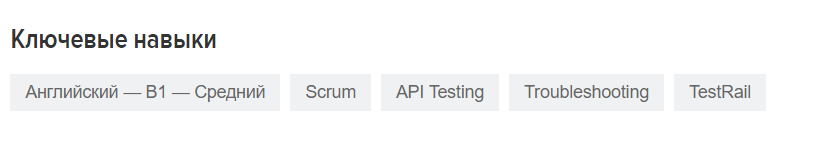 Ключевые навыки
Английский — B1 — Средний Scrum API Testing Troubleshooting TestRail